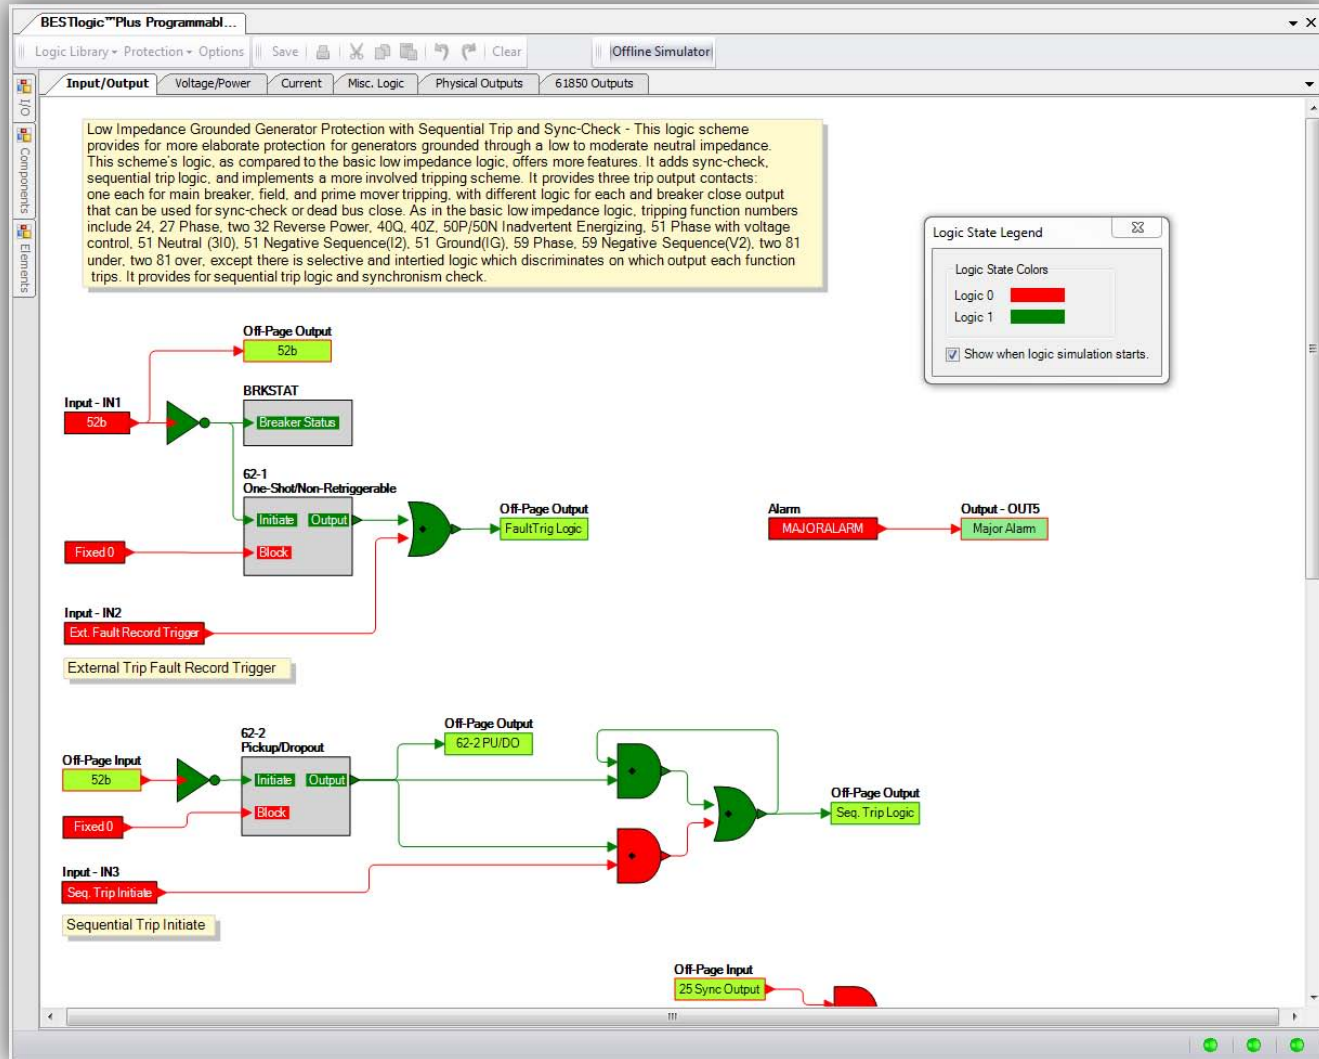 BESTlogic™Plus Programmabl...
Logic Library Protection Options Save Clear Offline Simulator
Input/Output Voltage/Power Current Misc. Logic Physical Outputs 61850 Outputs
I/O
Components
Elements
Low Impedance Grounded Generator Protection with Sequential Trip and Sync-Check - This logic scheme
provides for more elaborate protection for generators grounded through a low to moderate neutral impedance.
This scheme's logic, as compared to the basic low impedance logic, offers more features. It adds sync-check,
sequential trip logic, and implements a more involved tripping scheme. It provides three trip output contacts:
one each for main breaker, field, and prime mover tripping, with different logic for each and breaker close output
that can be used for sync-check or dead bus close. As in the basic low impedance logic, tripping function numbers
include 24, 27 Phase, two 32 Reverse Power, 40Q, 40Z, 50P/50N Inadvertent Energizing, 51 Phase with voltage
control, 51 Neutral (3I0), 51 Negative Sequence(I2), 51 Ground(IG), 59 Phase, 59 Negative Sequence(V2), two 81
under, two 81 over, except there is selective and intertied logic which discriminates on which output each function
trips. It provides for sequential trip logic and synchronism check.
Logic State Legend
Logic State Colors
Logic 0
Logic 1
Show when logic simulation starts.
Off-Page Output
52b
Input - IN1
52b
BRKSTAT
Breaker Status
62-1
One-Shot/Non-Retriggerable
Initiate Output
Block
Fixed 0
Off-Page Output
FaultTrig Logic
Alarm
MAJORALARM
Output - OUT5
Major Alarm
Input - IN2
Ext. Fault Record Trigger
External Trip Fault Record Trigger
Off-Page Input
52b
62-2
Pickup/Dropout
Initiate Output
Block
Fixed 0
Off-Page Output
62-2 PU/DO
Off-Page Output
Seq. Trip Logic
Input - IN3
Seq. Trip Initiate
Sequential Trip Initiate
Off-Page Input
25 Sync Output